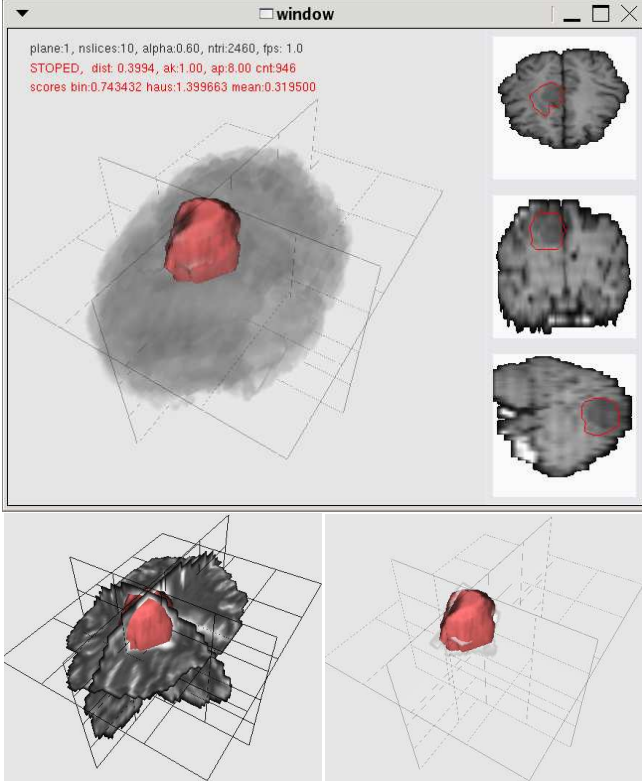 window
plane:1, nslices:10, alpha:0.60, ntri:2460, fps: 1.0
STOPED, dist: 0.3994, ak:1.00, ap:8.00 cnt:946
scores bin:0.743432 haus:1.399663 mean:0.319500